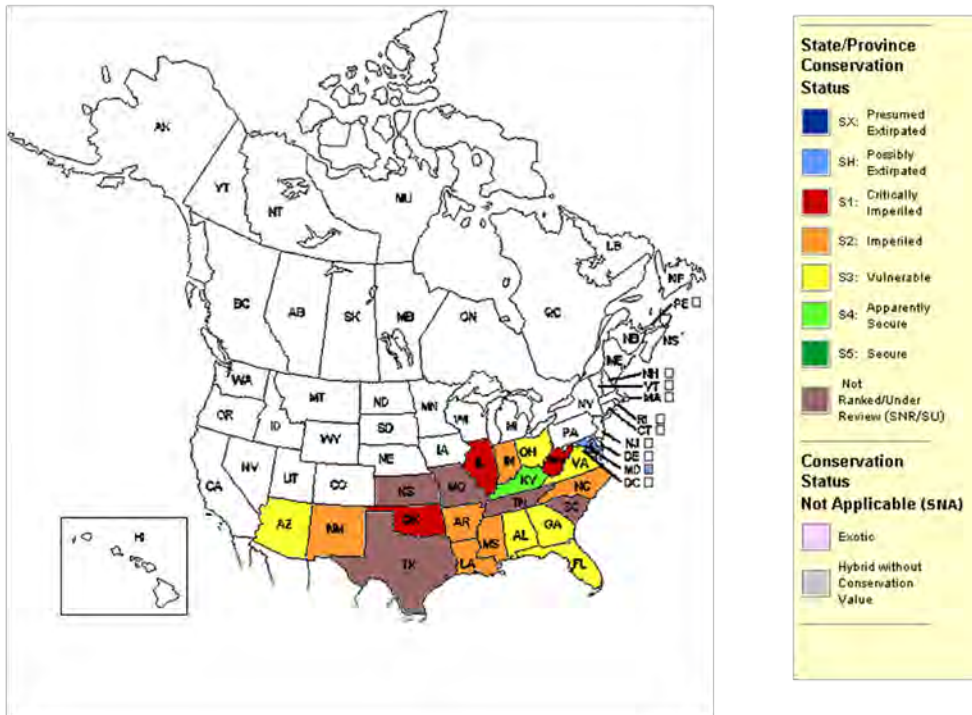 AK
YT
NT
NU
BC
AB
SK
MB
ON
QC
LB
NF
PE
NS
NB
ME
NH
VT
MA
RI
CT
NJ
DE
MD
DC
WA
OR
ID
MT
ND
MN
WI
MI
NY
PA
SD
WY
NE
IA
CA
NV
UT
CO
KS
MO
IL
IN
OH
KY
VA
TN
NC
SC
AZ
NM
OK
AR
TX
LA
MS
AL
GA
FL
HI
State/Province
Conservation
Status
SX: Presumed
Extirpated
SH: Possibly
Extirpated
S1: Critically
Imperiled
S2: Imperiled
S3: Vulnerable
S4: Apparently
Secure
S5: Secure
Not
Ranked/Under
Review (SNR/SU)
Conservation
Status
Not Applicable (SNA)
Exotic
Hybrid without
Conservation
Value